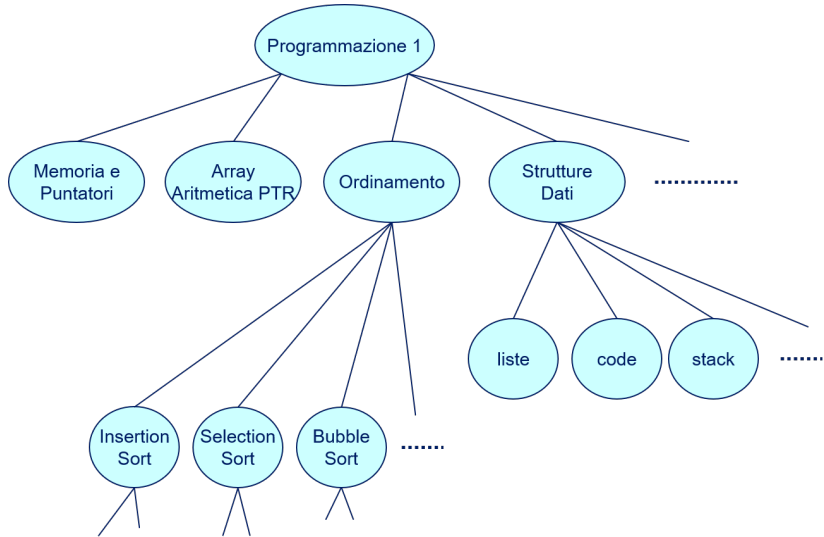 Programmazione 1
Memoria e
Puntatori
Array
Aritmetica PTR
Ordinamento
Strutture
Dati
liste
code
stack
Insertion
Sort
Selection
Sort
Bubble
Sort